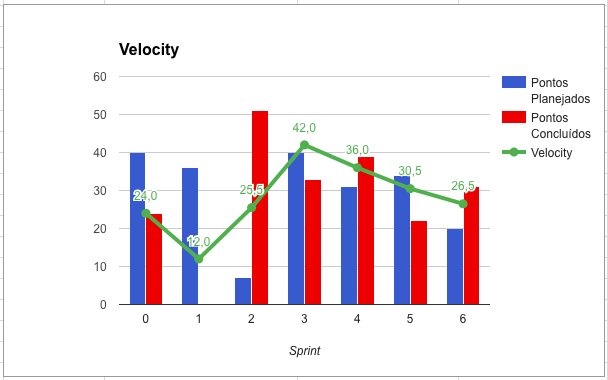 Velocity
60
50
40
30
20
10
0
24,0
12,0
25,5
42,0
36,0
30,5
26,5
0 1 2 3 4 5 6
Sprint
Pontos
Planejados
Pontos
Concluídos
Velocity